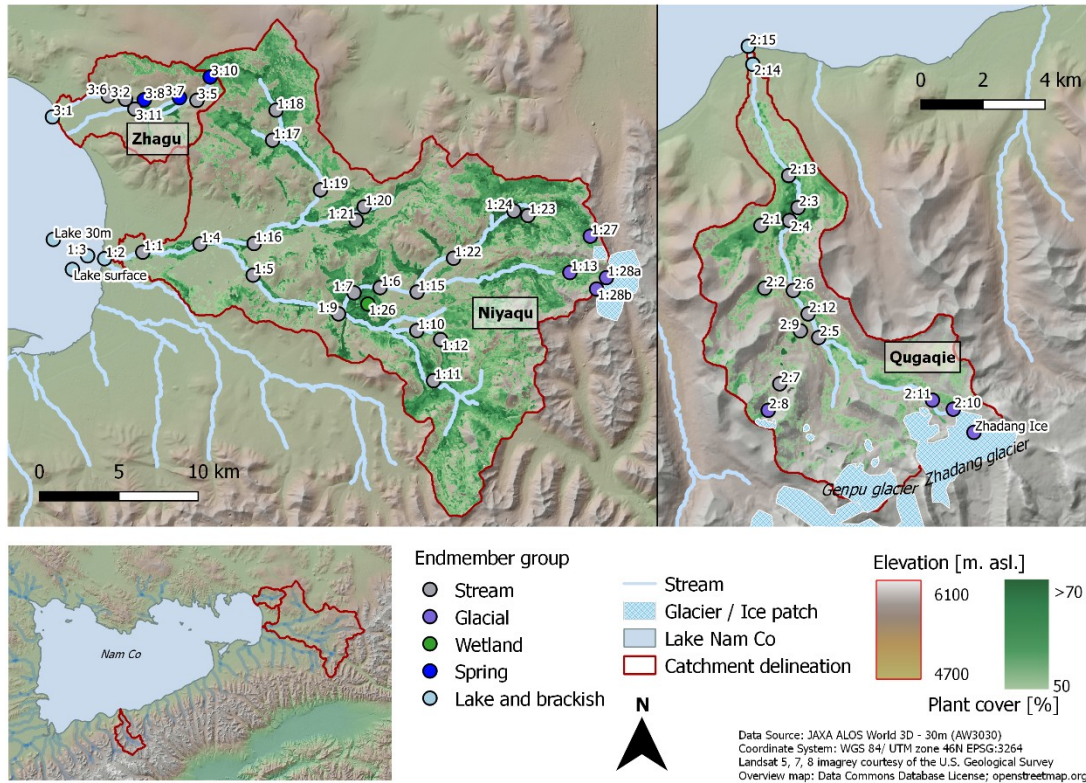 3:10
3:6
3:2
3:8
3:7
3:5
3:1
3:11
Zhagu
1:18
1:17
1:19
1:20
1:21
1:24
1:23
1:27
Lake 30m
1:3
1:2
1:1
1:4
1:16
1:22
1:13
1:28a
1:28b
Lake surface
1:5
1:7
1:6
1:15
1:26
1:9
Niyaqu
1:10
1:12
1:11
0 5 10 km
2:15
2:14
0 2 4 km
2:13
2:3
2:1
2:4
2:2
2:6
2:12
2:9
2:5
Qugaqie
2:7
2:8
2:11
2:10
Zhadang Ice
Genpu glacier
Zhadang glacier
Nam Co
Endmember group
Stream
Glacial
Wetland
Spring
Lake and brackish
Stream
Glacier / Ice patch
Lake Nam Co
Catchment delineation
N
Elevation [m. asl.]
6100
4700
>70
50
Plant cover [%]
Data Source: JAXA ALOS World 3D - 30m (AW3030)
Coordinate System: WGS 84/ UTM zone 46N EPSG:3264
Landsat 5, 7, 8 imagrey courtesy of the U.S. Geological Survey
Overview map: Data Commons Database License; openstreetmap.org